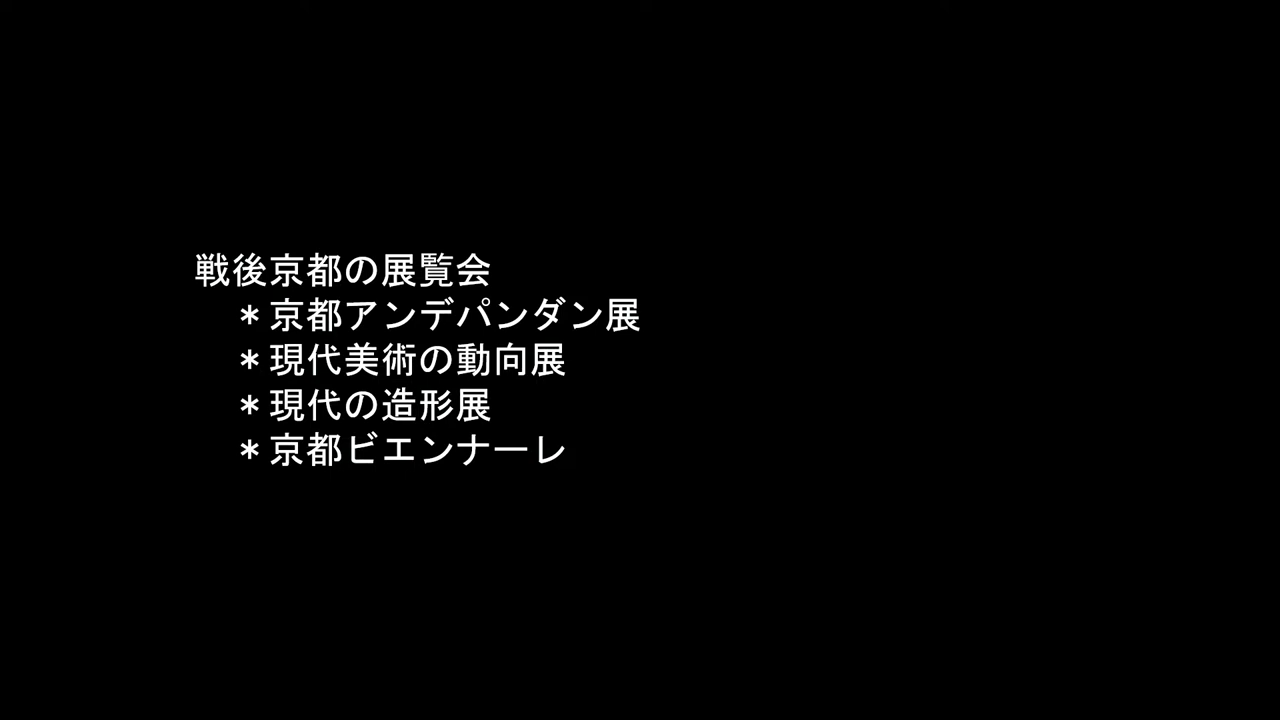 戦後京都の展覧会
＊京都アンデパンダン展
＊現代美術の動向展
＊現代の造形展
＊京都ビエンナーレ